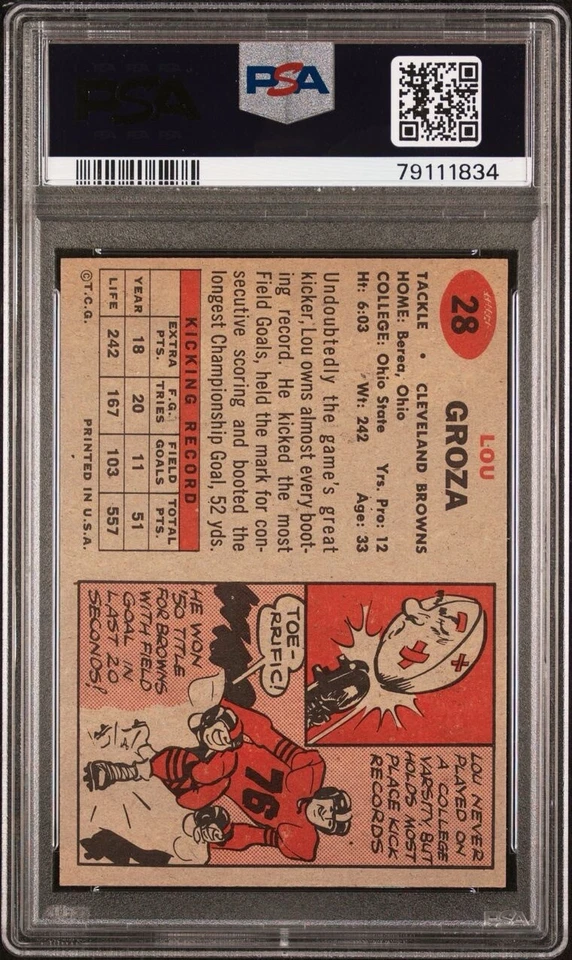 PSA
PSA
79111834
28
LOU
GROZA
TACKLE • CLEVELAND BROWNS
HOME: Berea, Ohio
COLLEGE: Ohio State Yrs. Pro: 12
Ht: 6:03 Wt: 242 Age: 33
Undoubtedly the game's great
kicker, Lou owns almost every boot-
ing record. He kicked the most
Field Goals, held the mark for con-
secutive scoring and booted the
longest Championship Goal, 52 yds.
KICKING RECORD
EXTRA PTS. F.G. TRIES FIELD GOALS TOTAL PTS.
YEAR 18 20 11 51
LIFE 242 167 103 557
©T.C.G. PRINTED IN U.S.A.
LOU NEVER
PLAYED ON
A COLLEGE
VARSITY BUT
HOLDS MOST
PLACE KICK
RECORDS
TOE-
RRIFIC!
76
HE WON
'50 TITLE
FOR BROWNS
WITH FIELD
GOAL IN
LAST 20
SECONDS!
PSA